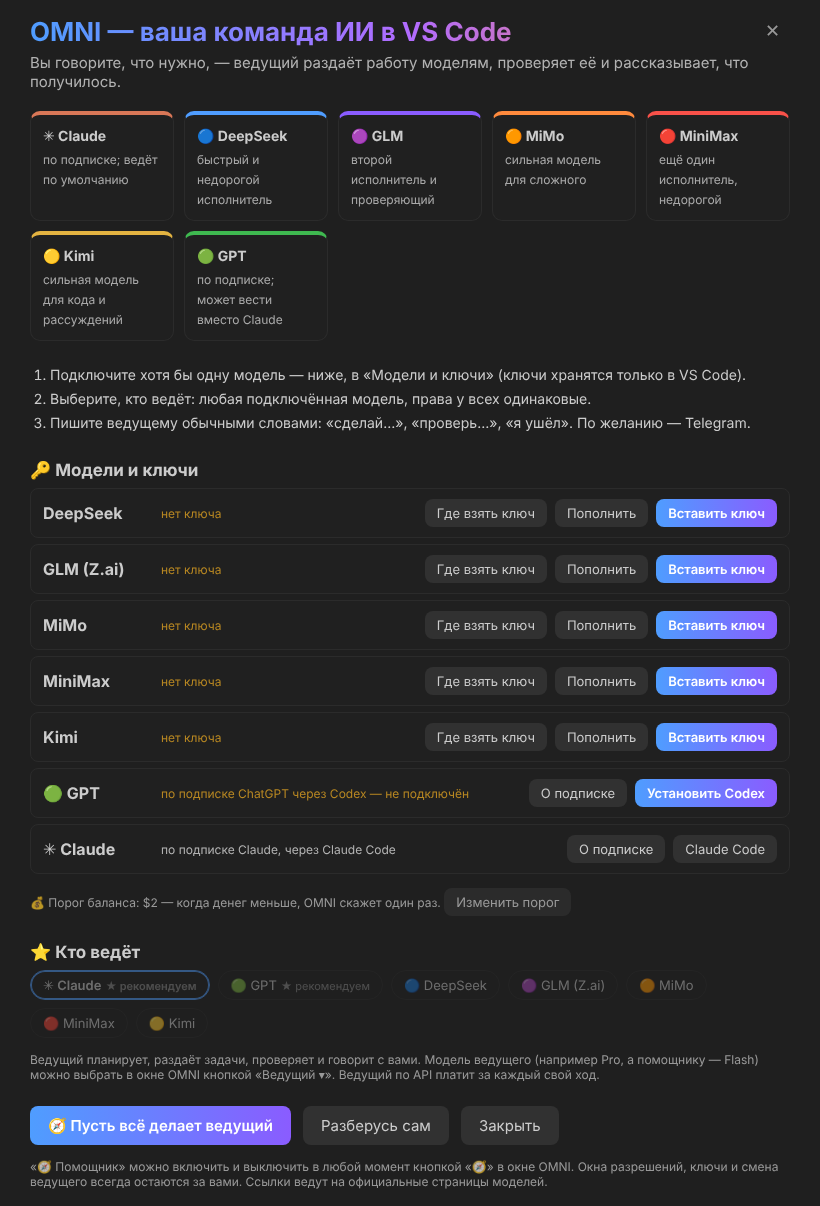 OMNI — ваша команда ИИ в VS Code
✕
Вы говорите, что нужно, — ведущий раздаёт работу моделям, проверяет её и рассказывает, что
получилось.
✳ Claude
по подписке; ведёт
по умолчанию
🔵 DeepSeek
быстрый и
недорогой
исполнитель
🟣 GLM
второй
исполнитель и
проверяющий
🟠 MiMo
сильная модель
для сложного
🔴 MiniMax
ещё один
исполнитель,
недорогой
🟡 Kimi
сильная модель
для кода и
рассуждений
🟢 GPT
по подписке;
может вести
вместо Claude
1. Подключите хотя бы одну модель — ниже, в «Модели и ключи» (ключи хранятся только в VS Code).
2. Выберите, кто ведёт: любая подключённая модель, права у всех одинаковые.
3. Пишите ведущему обычными словами: «сделай…», «проверь…», «я ушёл». По желанию — Telegram.
🔑 Модели и ключи
DeepSeek нет ключа Где взять ключ Пополнить Вставить ключ
GLM (Z.ai) нет ключа Где взять ключ Пополнить Вставить ключ
MiMo нет ключа Где взять ключ Пополнить Вставить ключ
MiniMax нет ключа Где взять ключ Пополнить Вставить ключ
Kimi нет ключа Где взять ключ Пополнить Вставить ключ
🟢 GPT по подписке ChatGPT через Codex — не подключён О подписке Установить Codex
✳ Claude по подписке Claude, через Claude Code О подписке Claude Code
💰 Порог баланса: $2 — когда денег меньше, OMNI скажет один раз. Изменить порог
⭐ Кто ведёт
✳ Claude ★ рекомендуем 🟢 GPT ★ рекомендуем 🔵 DeepSeek 🟣 GLM (Z.ai) 🟠 MiMo
🔴 MiniMax 🟡 Kimi
Ведущий планирует, раздаёт задачи, проверяет и говорит с вами. Модель ведущего (например Pro, а помощнику — Flash)
можно выбрать в окне OMNI кнопкой «Ведущий ▾». Ведущий по API платит за каждый свой ход.
🧭 Пусть всё делает ведущий Разберусь сам Закрыть
«🧭 Помощник» можно включить и выключить в любой момент кнопкой «🧭» в окне OMNI. Окна разрешений, ключи и смена
ведущего всегда остаются за вами. Ссылки ведут на официальные страницы моделей.